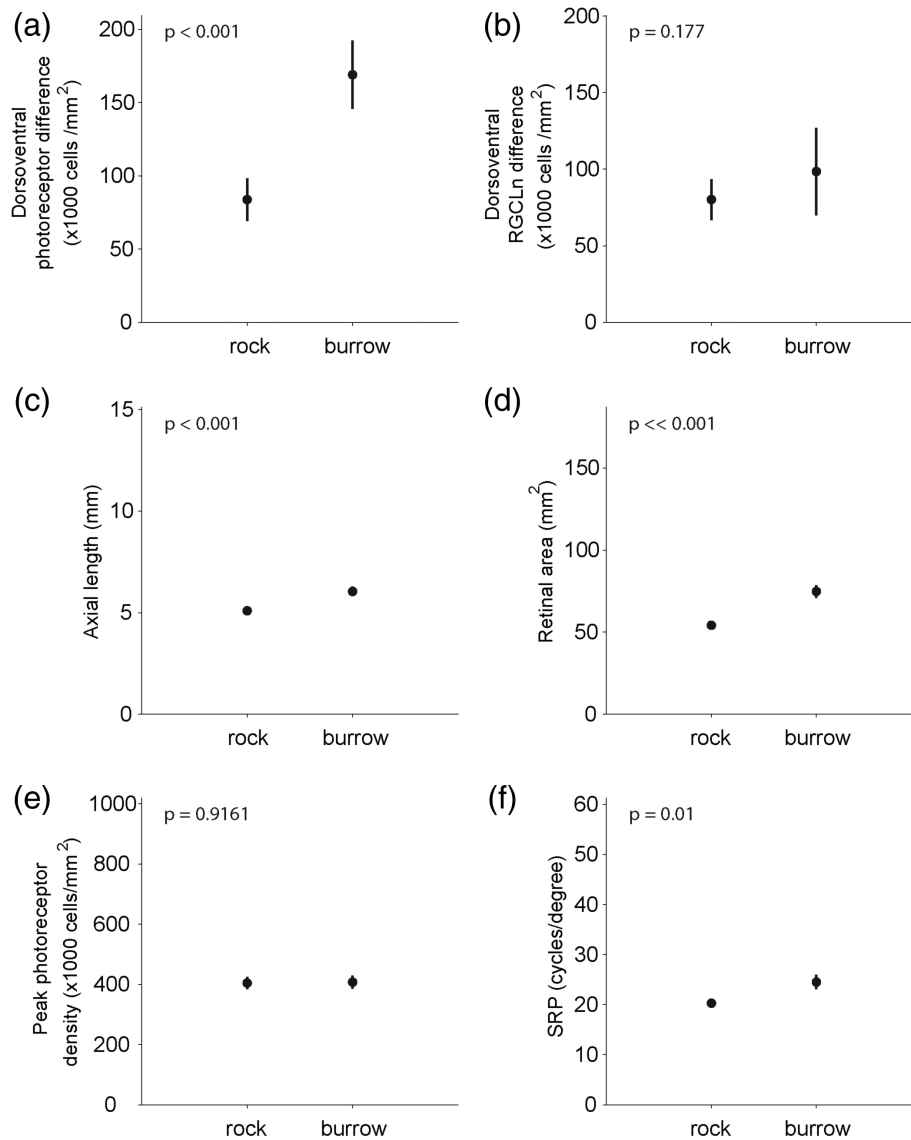 (a)
p < 0.001
Dorsoventral
photoreceptor difference
(x1000 cells /mm²)
200
150
100
50
0
rock burrow
(b)
p = 0.177
Dorsoventral
RGCLn difference
(x1000 cells /mm²)
200
150
100
50
0
rock burrow
(c)
p < 0.001
Axial length (mm)
15
10
5
0
rock burrow
(d)
p << 0.001
Retinal area (mm²)
150
100
50
0
rock burrow
(e)
p = 0.9161
Peak photoreceptor
density (x1000 cells/mm²)
1000
800
600
400
200
0
rock burrow
(f)
p = 0.01
SRP (cycles/degree)
60
50
40
30
20
10
0
rock burrow